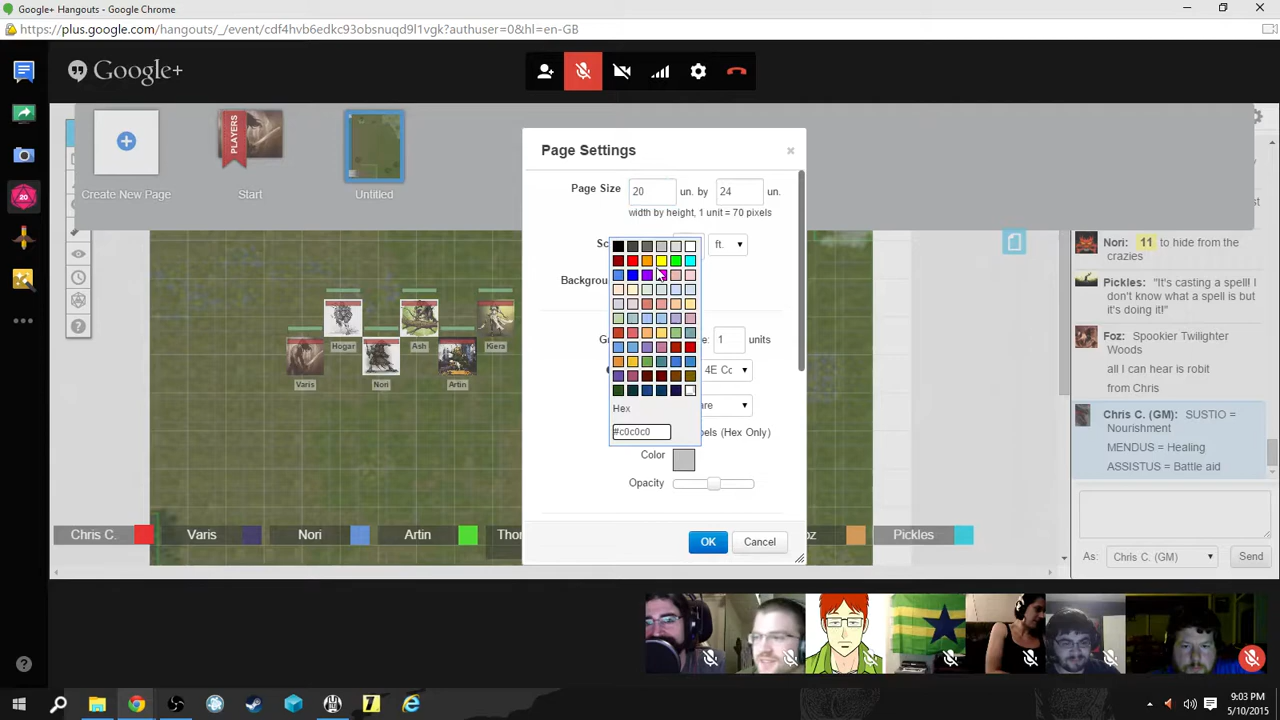 Google+ Hangouts - Google Chrome
https://plus.google.com/hangouts/_/event/cdf4hvb6edkc93obsnuqd9l1vgk?authuser=0&hl=en-GB
Google+
PLAYERS
Create New Page
Start
Untitled
Page Settings
Page Size 20 un. by 24 un.
width by height, 1 unit = 70 pixels
ft.
Backgrou
1 units
4E Co
are
Hex
#c0c0c0
(Hex Only)
Color
Opacity
OK
Cancel
Hogar
Ash
Kiera
Varis
Nori
Artin
Chris C.
Varis
Nori
Artin
Pickles
Nori: 11 to hide from the
crazies
Pickles: "It's casting a spell! I
don't know what a spell is but
it's doing it!"
Foz: Spookier Twilighter
Woods
all I can hear is robit
from Chris
Chris C. (GM): SUSTIO =
Nourishment
MENDUS = Healing
ASSISTUS = Battle aid
As: Chris C. (GM)
Send
9:03 PM
5/10/2015